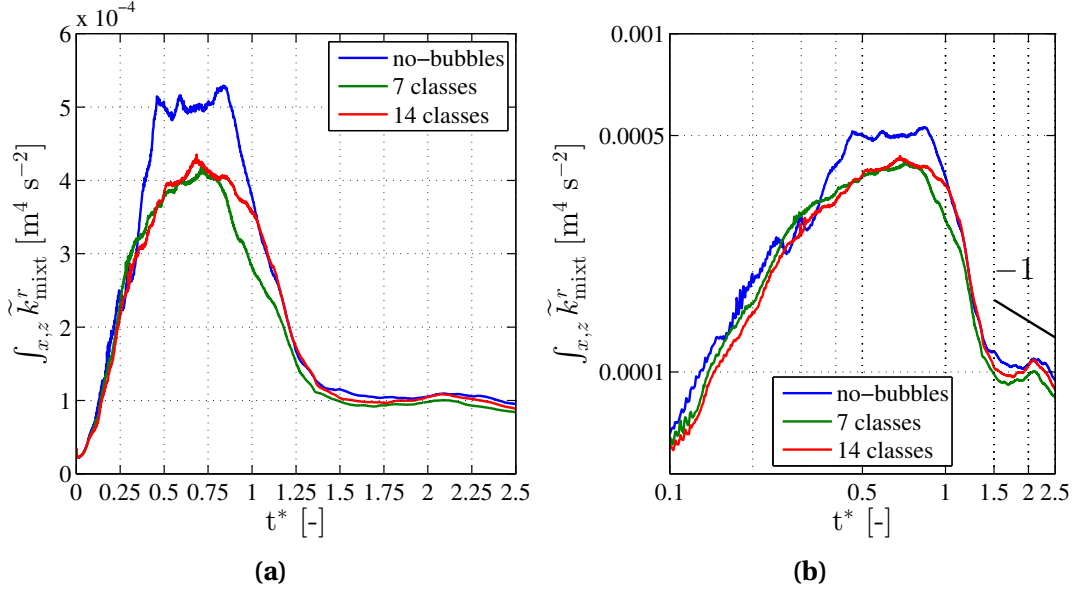 x 10⁻⁴
6
5
4
3
2
1
0
∫x,z k̃ʳmixt [m⁴ s⁻²]
no−bubbles
7 classes
14 classes
0 0.25 0.5 0.75 1 1.25 1.5 1.75 2 2.25 2.5
t* [-]
(a)
0.001
0.0005
0.0001
∫x,z k̃ʳmixt [m⁴ s⁻²]
−1
no−bubbles
7 classes
14 classes
0.1 0.5 1 1.5 2 2.5
t* [-]
(b)